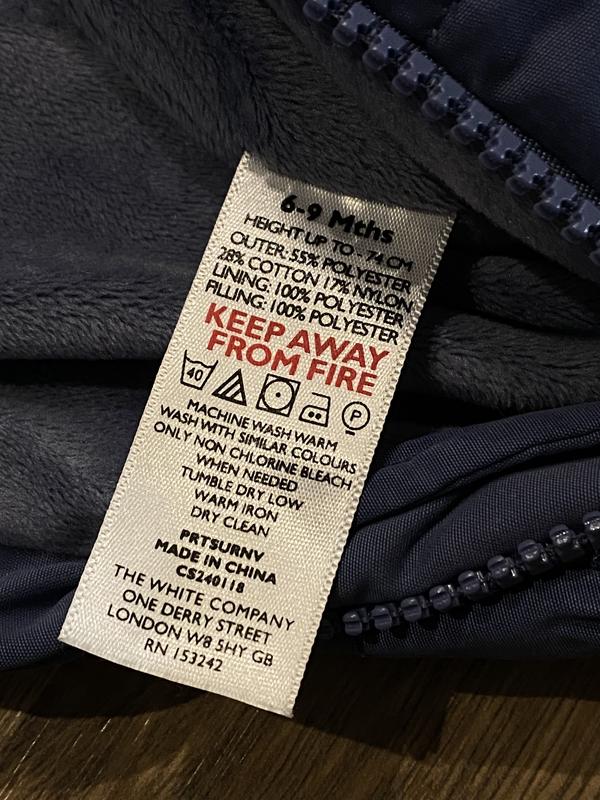 6-9 Mths
HEIGHT UP TO - 74 CM
OUTER: 55% POLYESTER
28% COTTON 17% NYLON
LINING: 100% POLYESTER
FILLING: 100% POLYESTER
KEEP AWAY
FROM FIRE
40 P
MACHINE WASH WARM
WASH WITH SIMILAR COLOURS
ONLY NON CHLORINE BLEACH
WHEN NEEDED
TUMBLE DRY LOW
WARM IRON
DRY CLEAN
PRTSURNV
MADE IN CHINA
CS240118
THE WHITE COMPANY
ONE DERRY STREET
LONDON W8 5HY GB
RN 153242